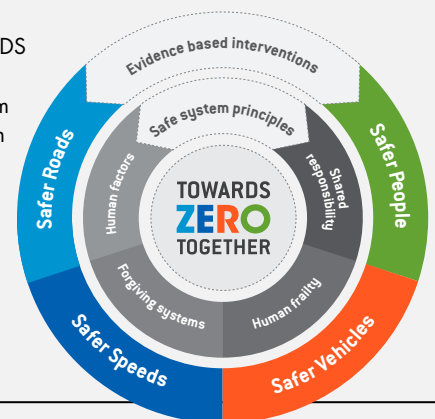 DS
m
n
Evidence based interventions
Safe system principles
Safer Roads
Safer People
Human factors
Shared
responsibility
TOWARDS
ZERO
TOGETHER
Forgiving systems
Human frailty
Safer Speeds
Safer Vehicles